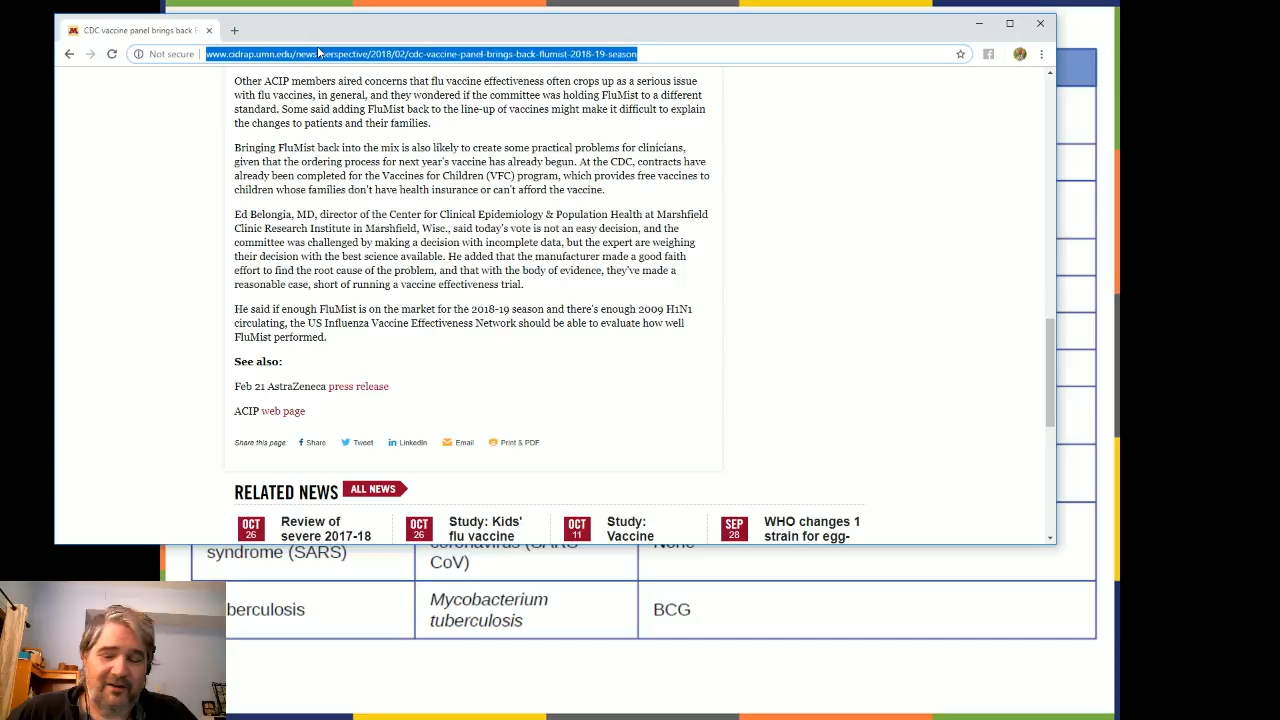 CDC vaccine panel brings back F
Not secure
www.cidrap.umn.edu/news-perspective/2018/02/cdc-vaccine-panel-brings-back-flumist-2018-19-season
Other ACIP members aired concerns that flu vaccine effectiveness often crops up as a serious issue
with flu vaccines, in general, and they wondered if the committee was holding FluMist to a different
standard. Some said adding FluMist back to the line-up of vaccines might make it difficult to explain
the changes to patients and their families.
Bringing FluMist back into the mix is also likely to create some practical problems for clinicians,
given that the ordering process for next year's vaccine has already begun. At the CDC, contracts have
already been completed for the Vaccines for Children (VFC) program, which provides free vaccines to
children whose families don't have health insurance or can't afford the vaccine.
Ed Belongia, MD, director of the Center for Clinical Epidemiology & Population Health at Marshfield
Clinic Research Institute in Marshfield, Wisc., said today's vote is not an easy decision, and the
committee was challenged by making a decision with incomplete data, but the expert are weighing
their decision with the best science available. He added that the manufacturer made a good faith
effort to find the root cause of the problem, and that with the body of evidence, they've made a
reasonable case, short of running a vaccine effectiveness trial.
He said if enough FluMist is on the market for the 2018-19 season and there's enough 2009 H1N1
circulating, the US Influenza Vaccine Effectiveness Network should be able to evaluate how well
FluMist performed.
See also:
Feb 21 AstraZeneca press release
ACIP web page
Share this page: Share Tweet LinkedIn Email Print & PDF
RELATED NEWS ALL NEWS
OCT 26
Review of
severe 2017-18
OCT 26
Study: Kids'
flu vaccine
OCT 11
Study:
Vaccine
SEP 28
WHO changes 1
strain for egg-
syndrome (SARS)
coronavirus (SARS-
CoV)
None
berculosis
Mycobacterium
tuberculosis
BCG